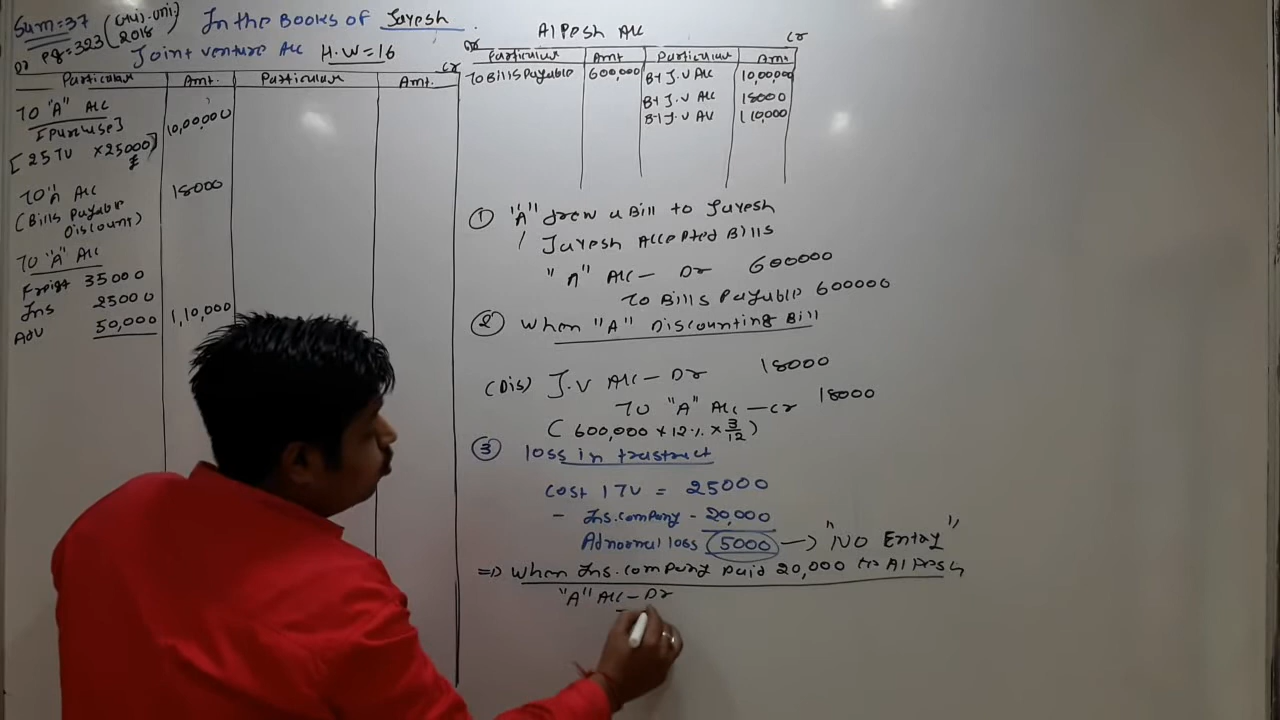 Sum=37 (Guj.Uni. 2018)
Pg=323
In the Books of Jayesh
Joint venture A/c H.W=16
Dr Cr
Particular Amt. Particular Amt.
TO "A" A/c
[Purchase] 10,00,000
[25 TV × 25000]
TO "A" A/c 18000
(Bills Payable
Discount)
TO "A" A/c
Freight 35000
Ins 25000
Adv 50,000 1,10,000
Alpesh A/c
Dr Cr
Particular Amt Particular Amt
To Bills Payable 600,000 By J.V A/c 10,00,000
By J.V A/c 18000
By J.V A/c 110,000
① "A" drew a Bill to Jayesh
/ Jayesh Accepted Bills
"A" A/c - Dr 600000
To Bills Payable 600000
② When "A" Discounting Bill
(Dis) J.V A/c - Dr 18000
To "A" A/c - cr 18000
( 600,000 × 12% × 3/12 )
③ loss in transact
Cost 1 TV = 25000
- Ins. company - 20,000
Adnormal loss 5000 → "No Entry"
⇒ When Ins. company paid 20,000 to Alpesh
"A" A/c - Dr